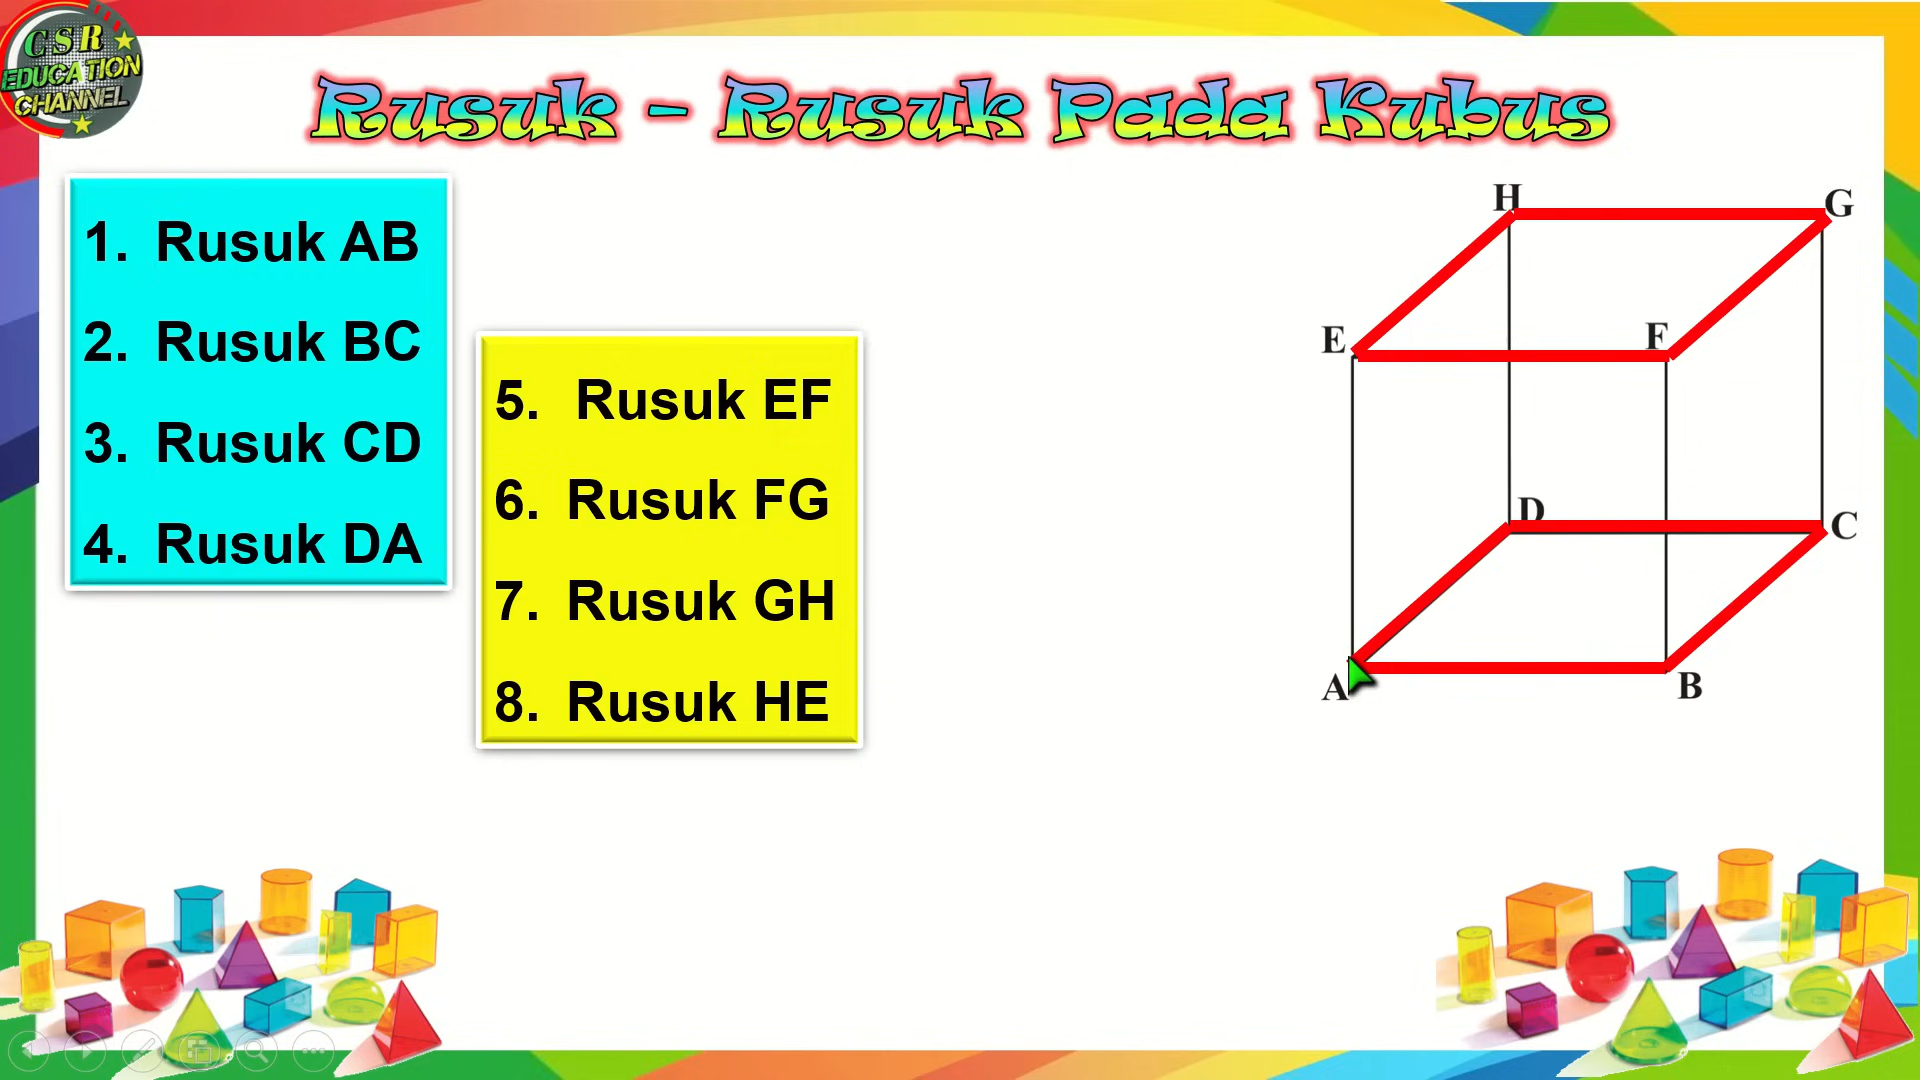 CSR
EDUCATION
CHANNEL
Rusuk - Rusuk Pada Kubus
1. Rusuk AB
2. Rusuk BC
3. Rusuk CD
4. Rusuk DA
5. Rusuk EF
6. Rusuk FG
7. Rusuk GH
8. Rusuk HE
H
G
E
F
D
C
A
B